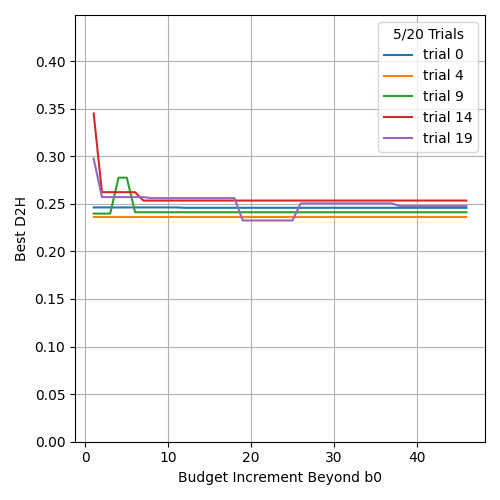 5/20 Trials
trial 0
trial 4
trial 9
trial 14
trial 19
Best D2H
0.40
0.35
0.30
0.25
0.20
0.15
0.10
0.05
0.00
0 10 20 30 40
Budget Increment Beyond b0